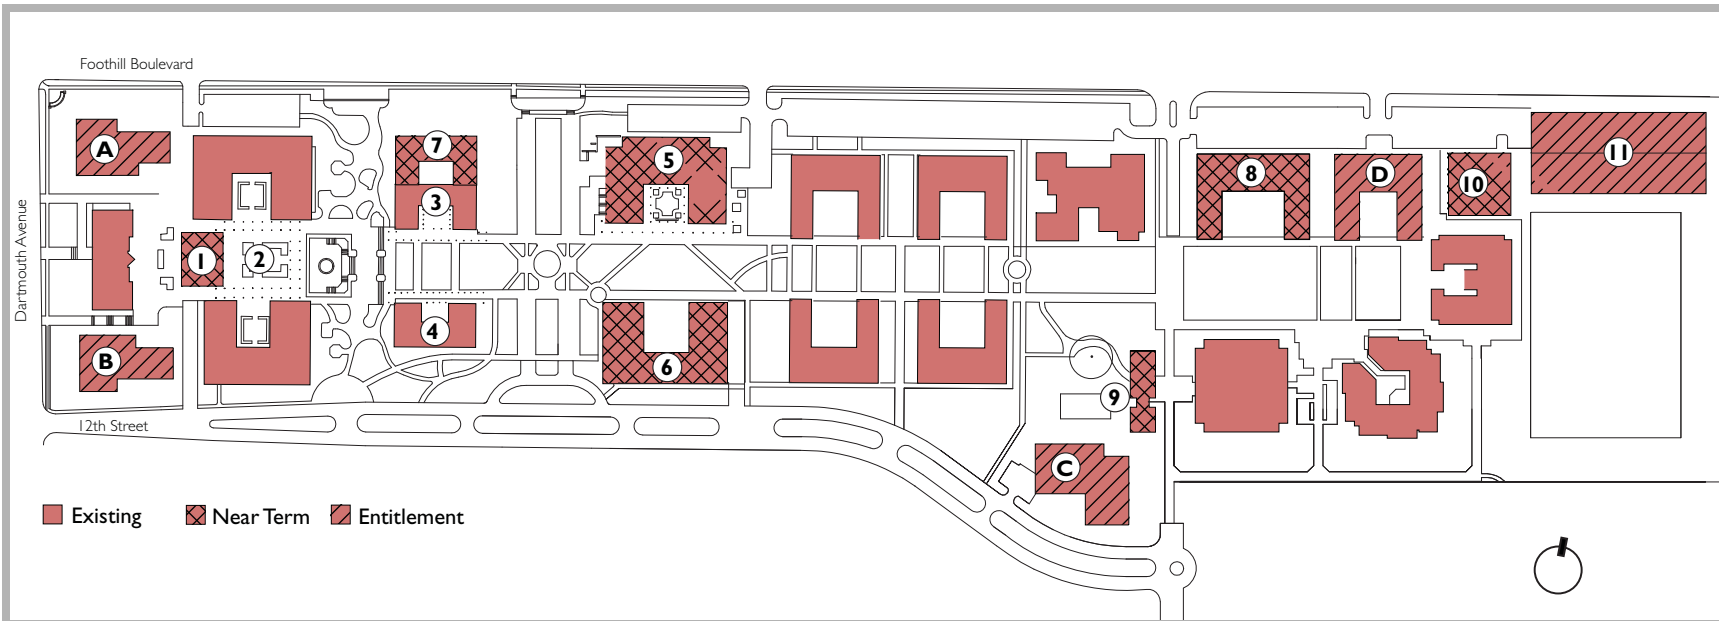 Foothill Boulevard
A
7
5
8
D
10
11
3
Dartmouth Avenue
1
2
4
B
6
9
12th Street
C
Existing
Near Term
Entitlement